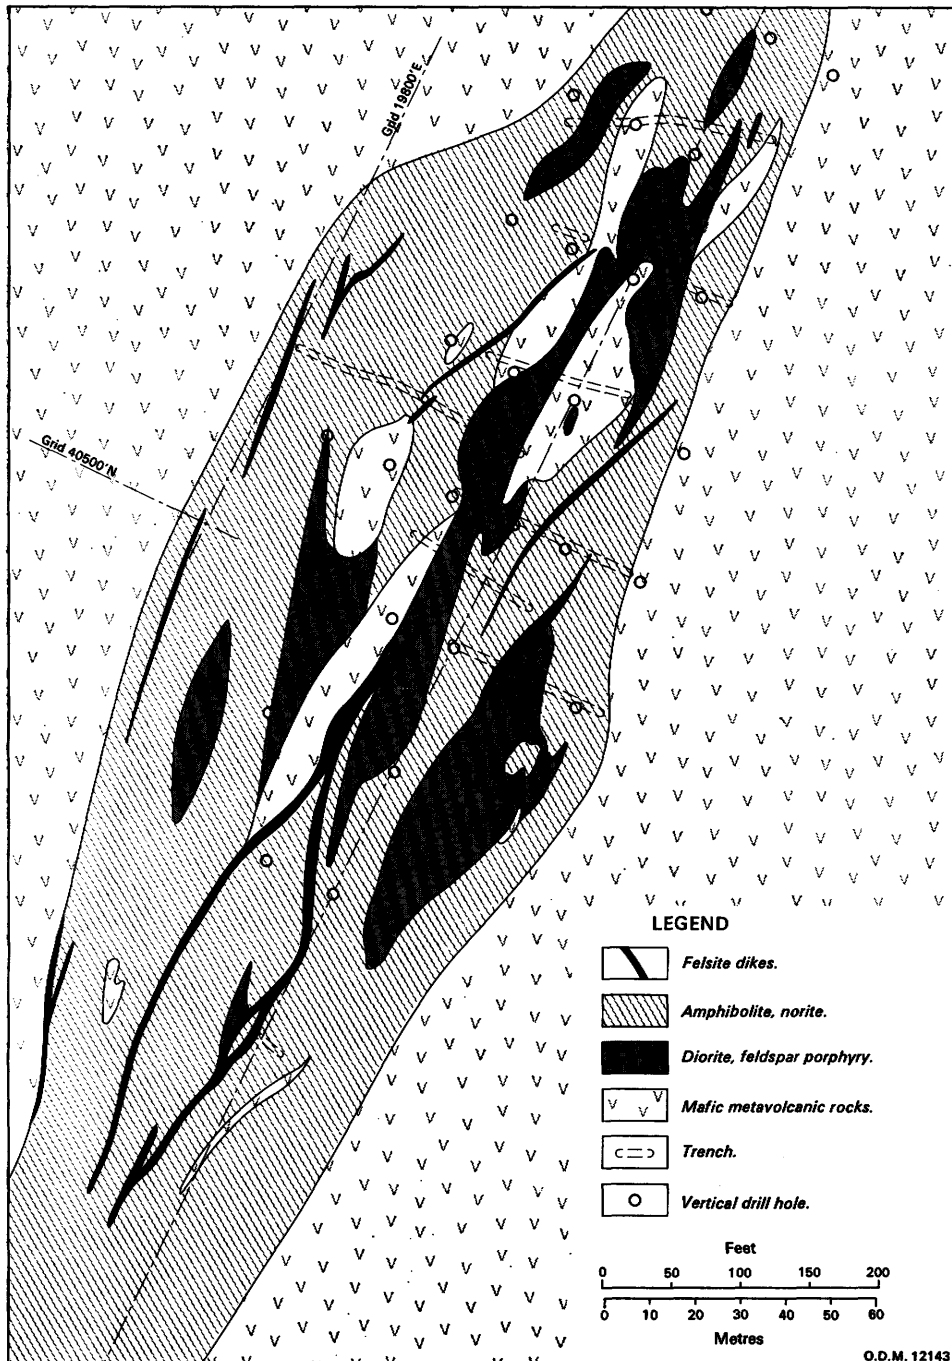 Grid 19800'E
Grid 40500'N
LEGEND
Felsite dikes.
Amphibolite, norite.
Diorite, feldspar porphyry.
Mafic metavolcanic rocks.
Trench.
Vertical drill hole.
Feet
0 50 100 150 200
0 10 20 30 40 50 60
Metres
O.D.M. 12143